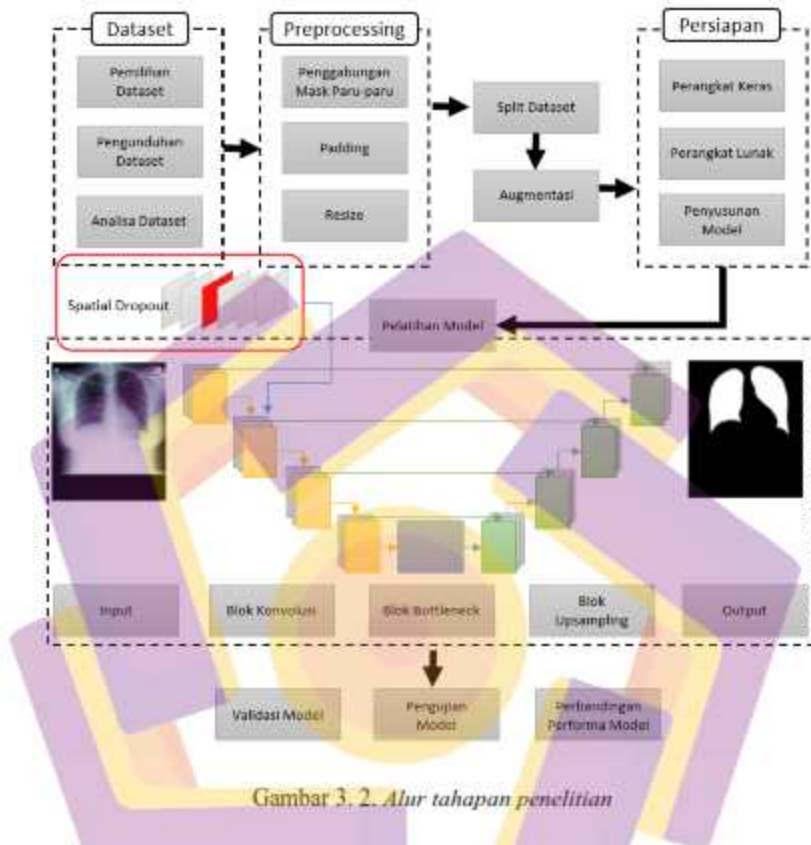 Dataset
Pemilihan
Dataset
Pengunduhan
Dataset
Analisa Dataset
Preprocessing
Penggabungan
Mask Paru-paru
Padding
Resize
Split Dataset
Augmentasi
Persiapan
Perangkat Keras
Perangkat Lunak
Penyusunan
Model
Spatial Dropout
Pelatihan Model
Input
Blok Konvolusi
Blok Bottleneck
Blok
Upsampling
Output
Validasi Model
Pengujian
Model
Perbandingan
Performa Model
Gambar 3. 2. Alur tahapan penelitian